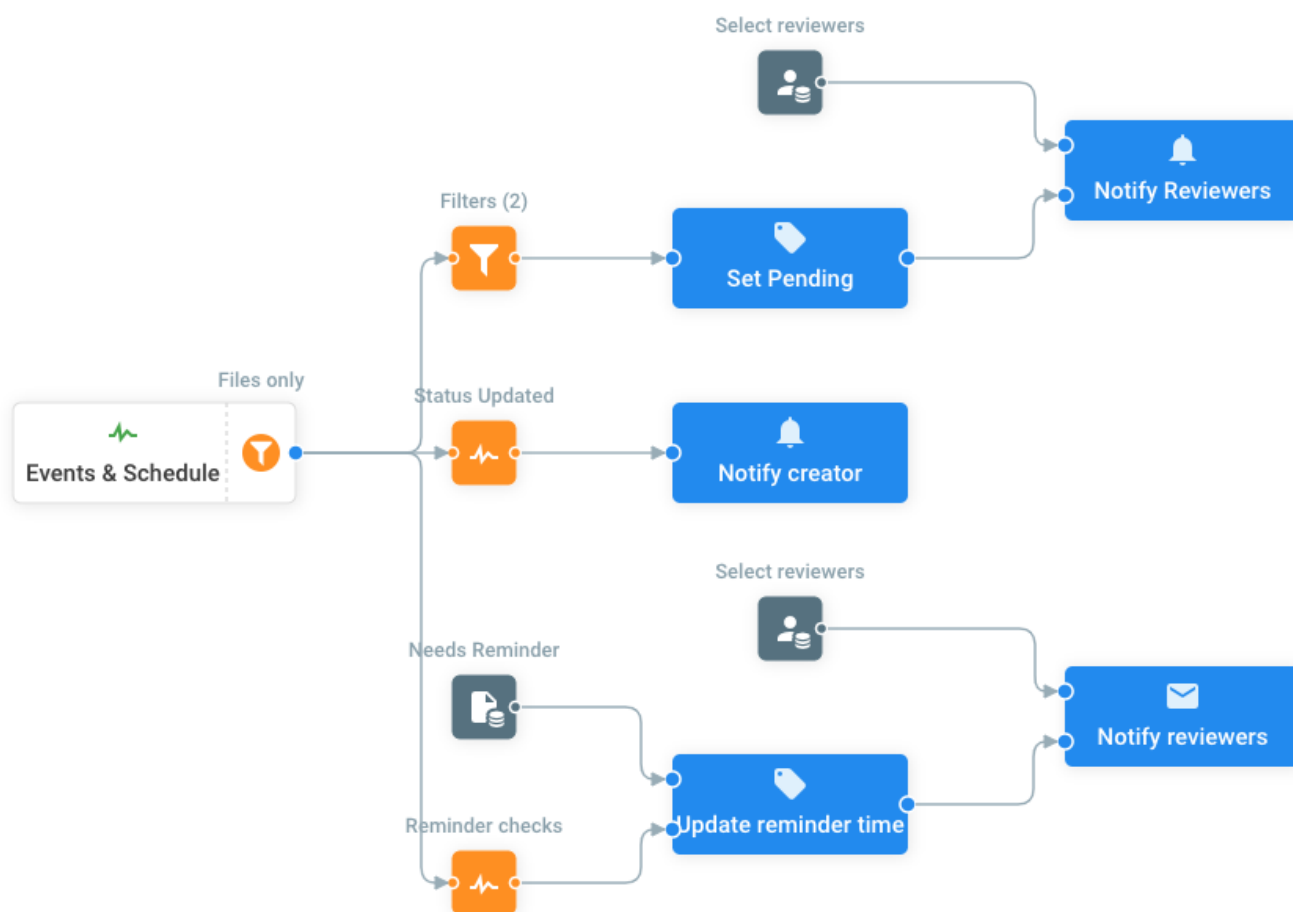 Select reviewers
Notify Reviewers
Filters (2)
Set Pending
Files only
Status Updated
Events & Schedule
Notify creator
Select reviewers
Needs Reminder
Notify reviewers
Reminder checks
Update reminder time